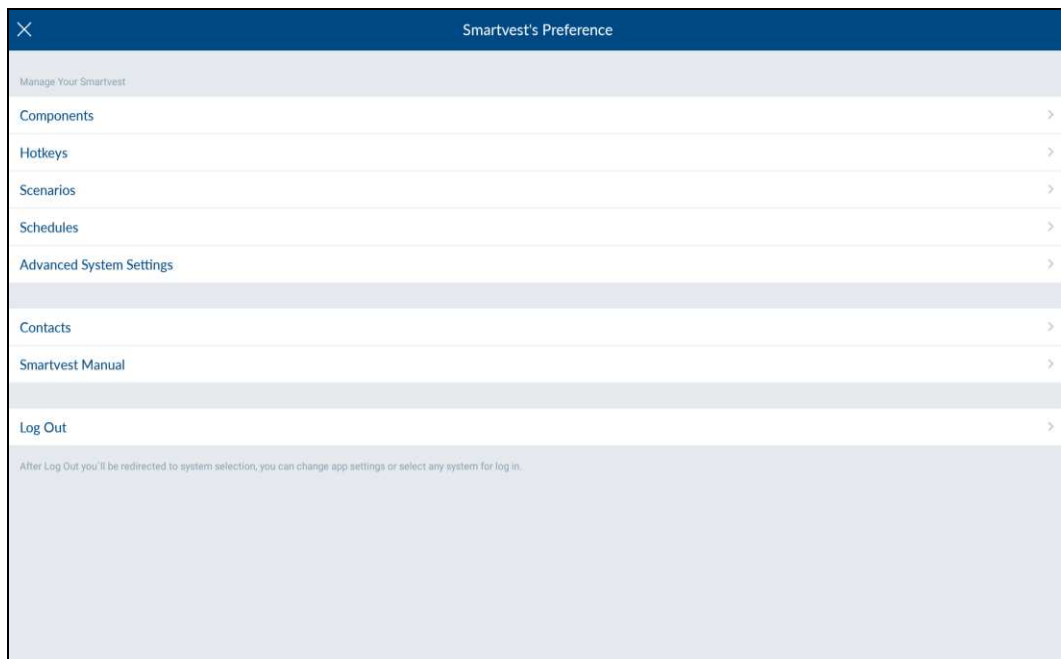 Smartvest's Preference
Manage Your Smartvest
Components
Hotkeys
Scenarios
Schedules
Advanced System Settings
Contacts
Smartvest Manual
Log Out
After Log Out you`ll be redirected to system selection, you can change app settings or select any system for log in.